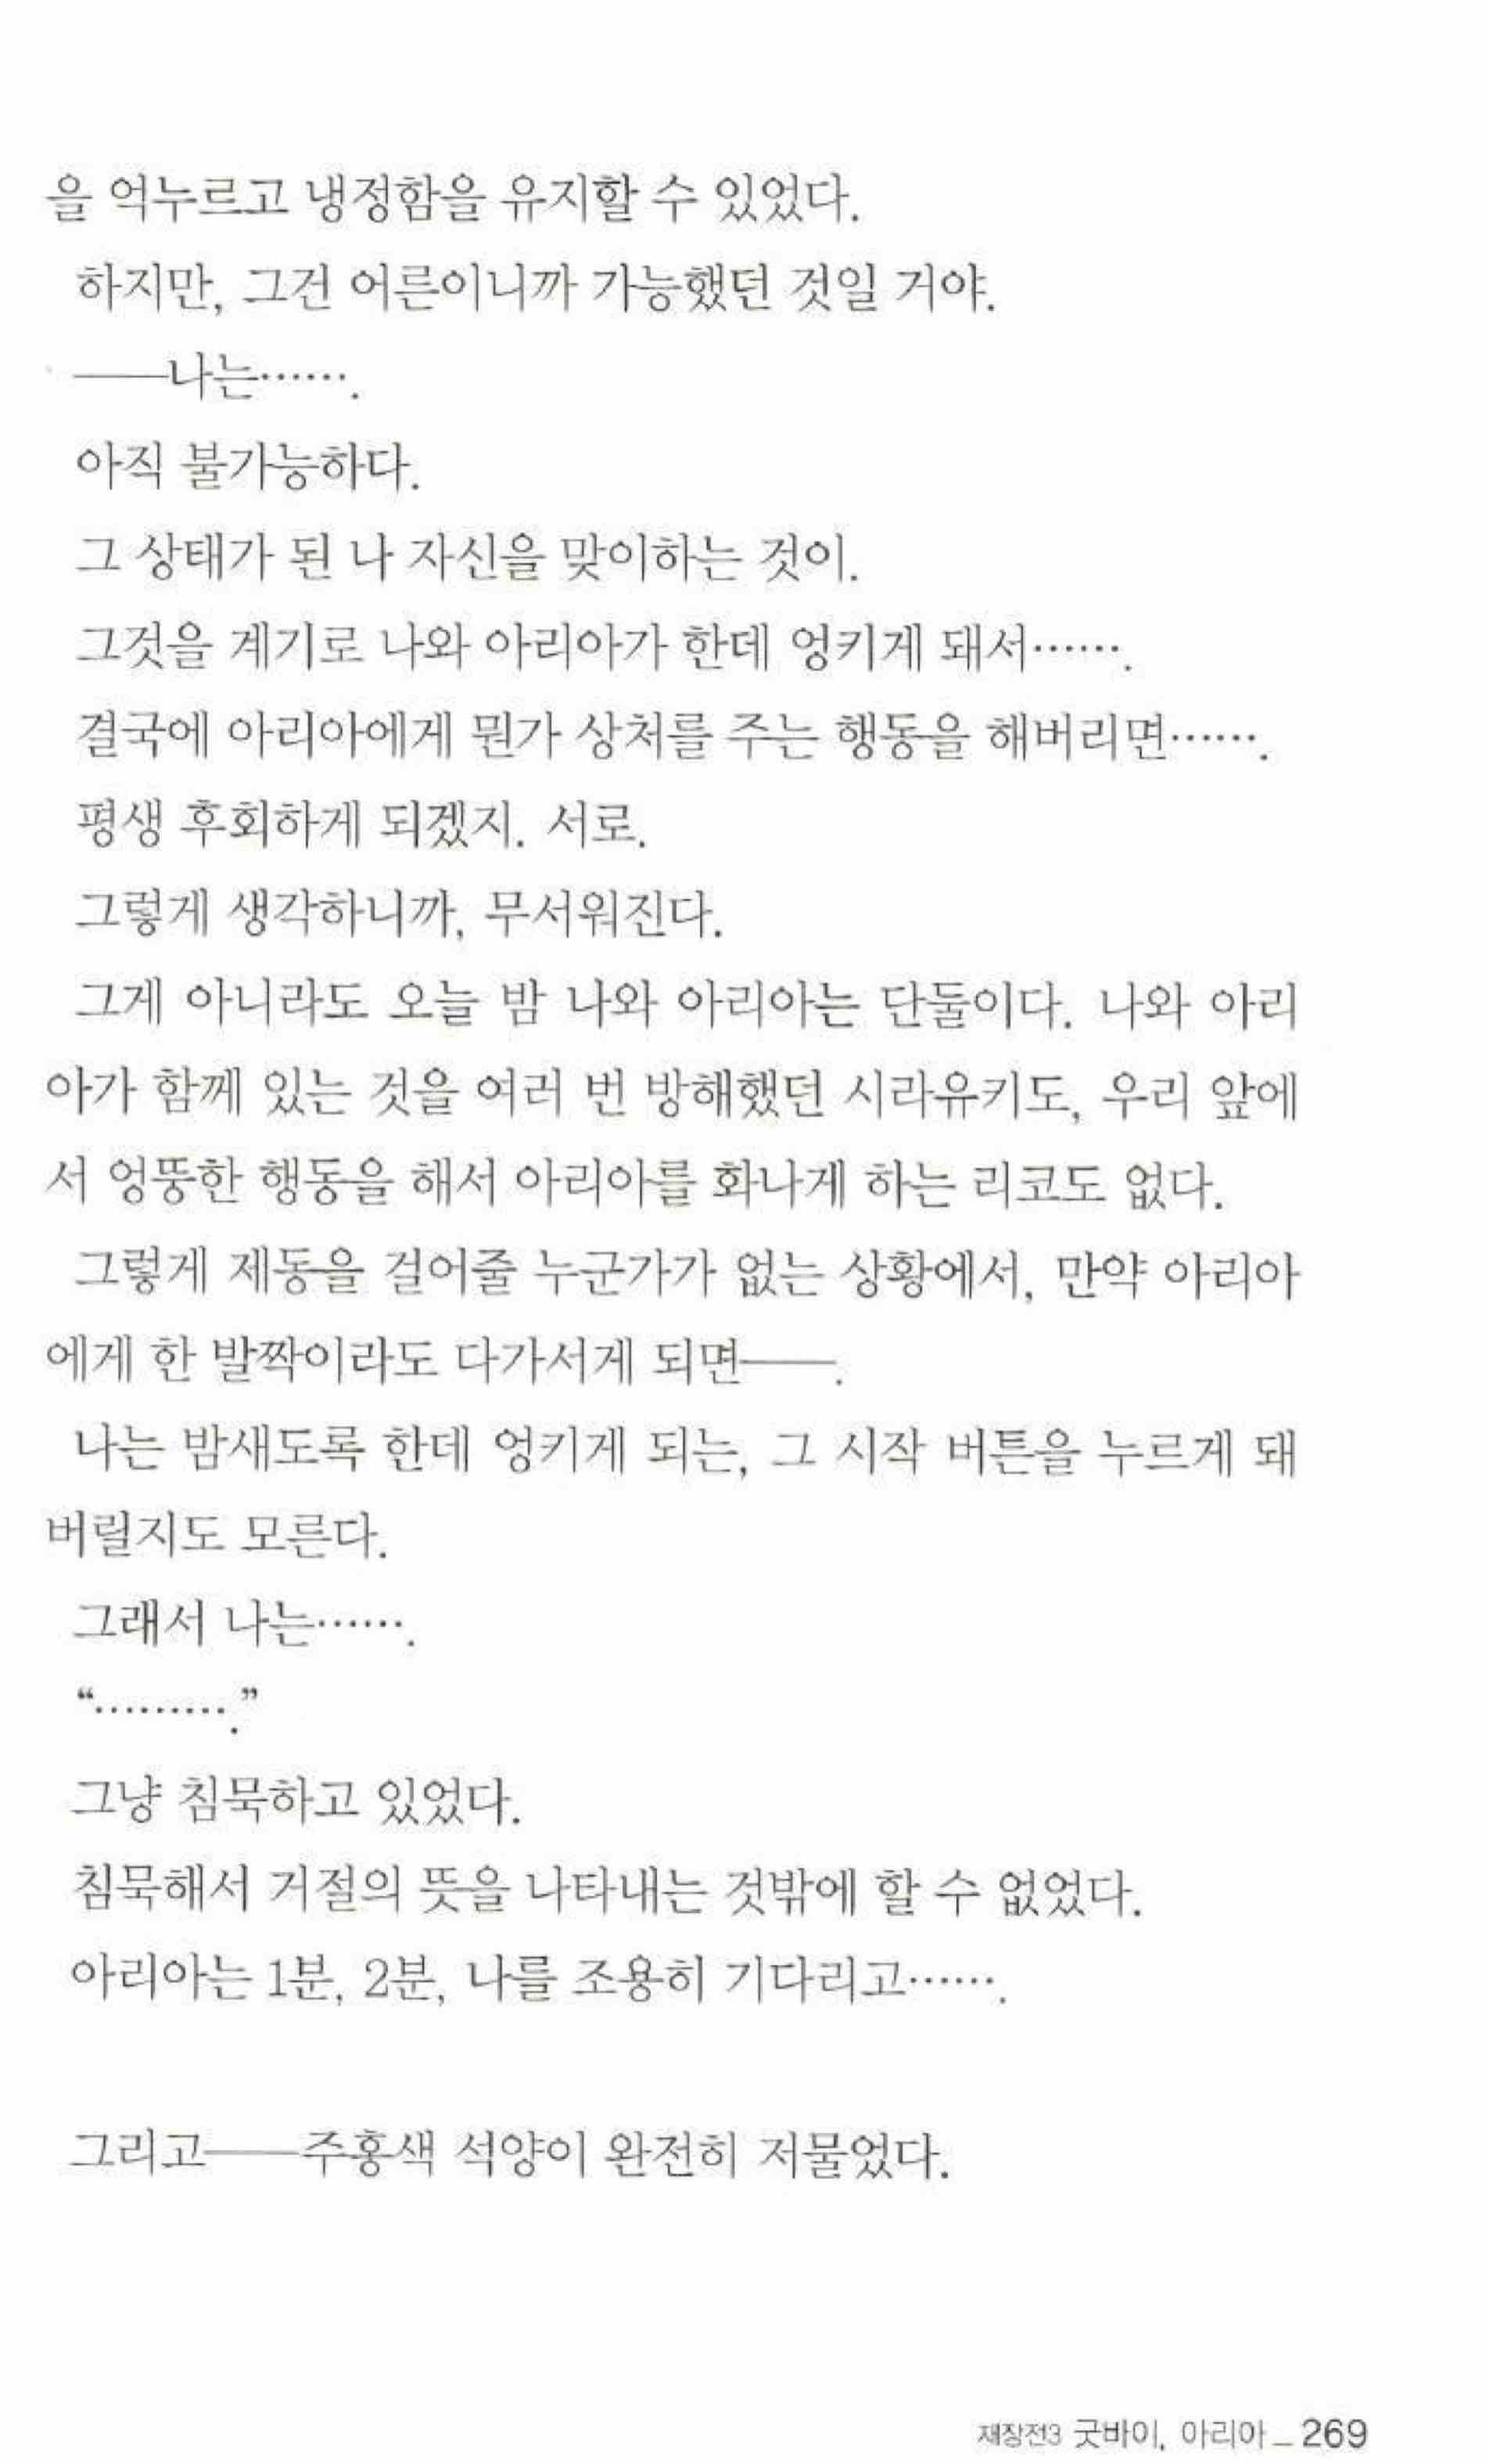 을 억누르고 냉정함을 유지할 수 있었다.
하지만, 그건 어른이니까 가능했던 것일 거야.
──나는……．
아직 불가능하다.
그 상태가 된 나 자신을 맞이하는 것이.
그것을 계기로 나와 아리아가 한데 엉키게 돼서……．
결국에 아리아에게 뭔가 상처를 주는 행동을 해버리면……．
평생 후회하게 되겠지. 서로.
그렇게 생각하니까, 무서워진다.
그게 아니라도 오늘 밤 나와 아리아는 단둘이다. 나와 아리
아가 함께 있는 것을 여러 번 방해했던 시라유키도, 우리 앞에
서 엉뚱한 행동을 해서 아리아를 화나게 하는 리코도 없다.
그렇게 제동을 걸어줄 누군가가 없는 상황에서, 만약 아리아
에게 한 발짝이라도 다가서게 되면──.
나는 밤새도록 한데 엉키게 되는, 그 시작 버튼을 누르게 돼
버릴지도 모른다.
그래서 나는……．
“………．”
그냥 침묵하고 있었다.
침묵해서 거절의 뜻을 나타내는 것밖에 할 수 없었다.
아리아는 1분, 2분, 나를 조용히 기다리고……．
그리고──주홍색 석양이 완전히 저물었다.
재장전3 굿바이, 아리아 _ 269